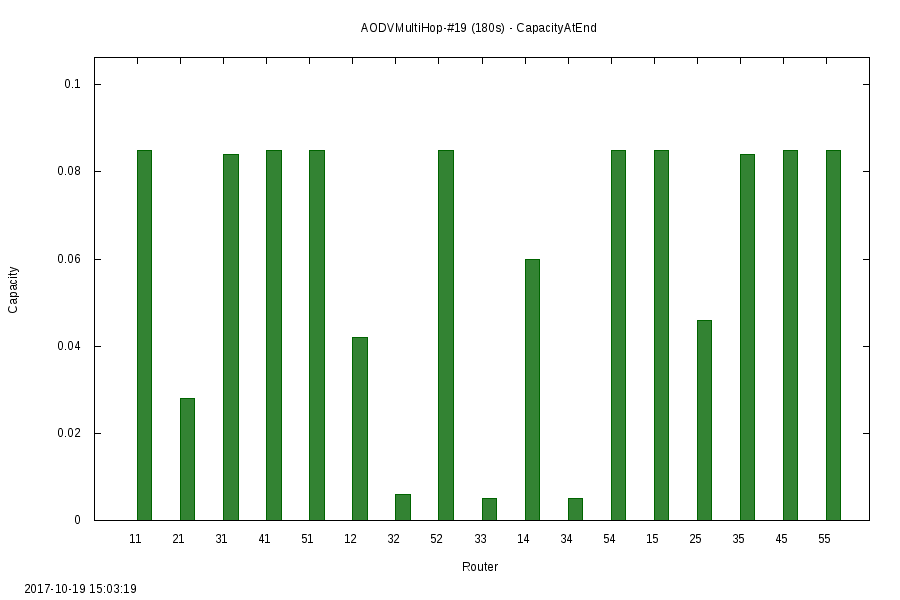 AODVMultiHop-#19 (180s) - CapacityAtEnd
0.1
0.08
0.06
0.04
0.02
0
Capacity
11 21 31 41 51 12 32 52 33 14 34 54 15 25 35 45 55
Router
2017-10-19 15:03:19